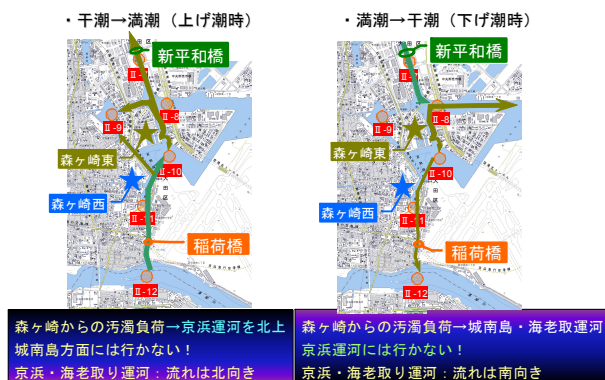 ・干潮→満潮（上げ潮時）
新平和橋
Ⅱ-7
Ⅱ-8
Ⅱ-9
森ヶ崎東
Ⅱ-10
森ヶ崎西
Ⅱ-11
稲荷橋
Ⅱ-12
森ヶ崎からの汚濁負荷→京浜運河を北上
城南島方面には行かない！
京浜・海老取り運河：流れは北向き
・満潮→干潮（下げ潮時）
新平和橋
Ⅱ-7
Ⅱ-8
Ⅱ-9
森ヶ崎東
Ⅱ-10
森ヶ崎西
Ⅱ-11
稲荷橋
Ⅱ-12
森ヶ崎からの汚濁負荷→城南島・海老取運河
京浜運河には行かない！
京浜・海老取り運河：流れは南向き